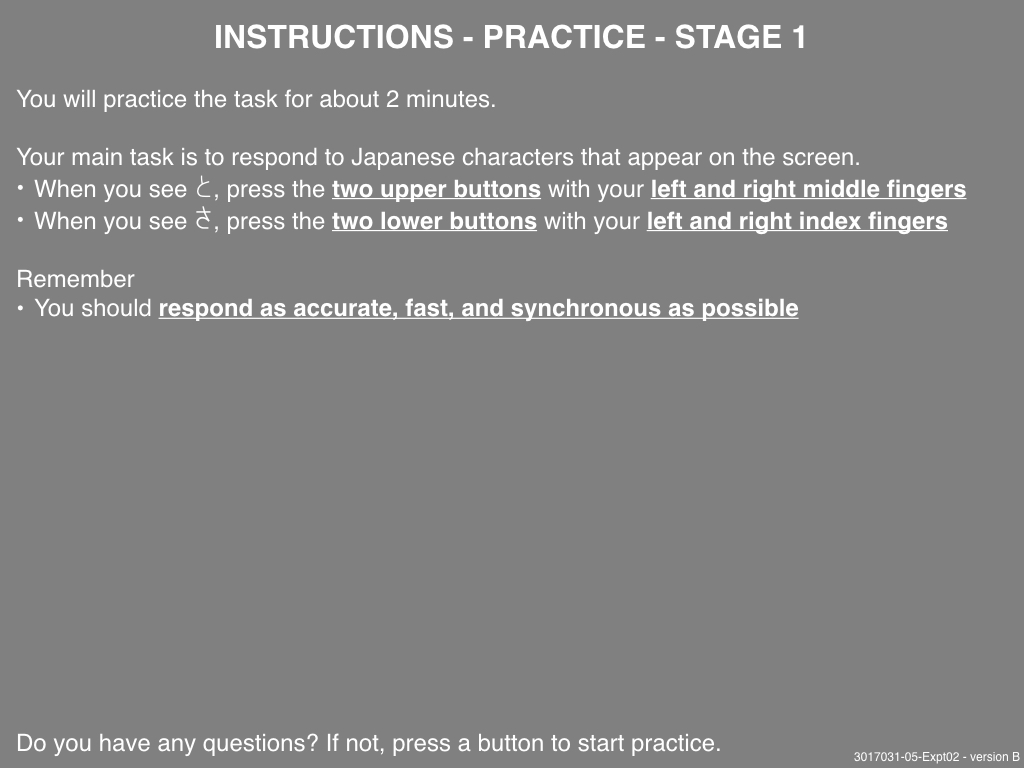 INSTRUCTIONS - PRACTICE - STAGE 1
You will practice the task for about 2 minutes.
Your main task is to respond to Japanese characters that appear on the screen.
• When you see と, press the two upper buttons with your left and right middle fingers
• When you see さ, press the two lower buttons with your left and right index fingers
Remember
• You should respond as accurate, fast, and synchronous as possible
Do you have any questions? If not, press a button to start practice.
3017031-05-Expt02 - version B